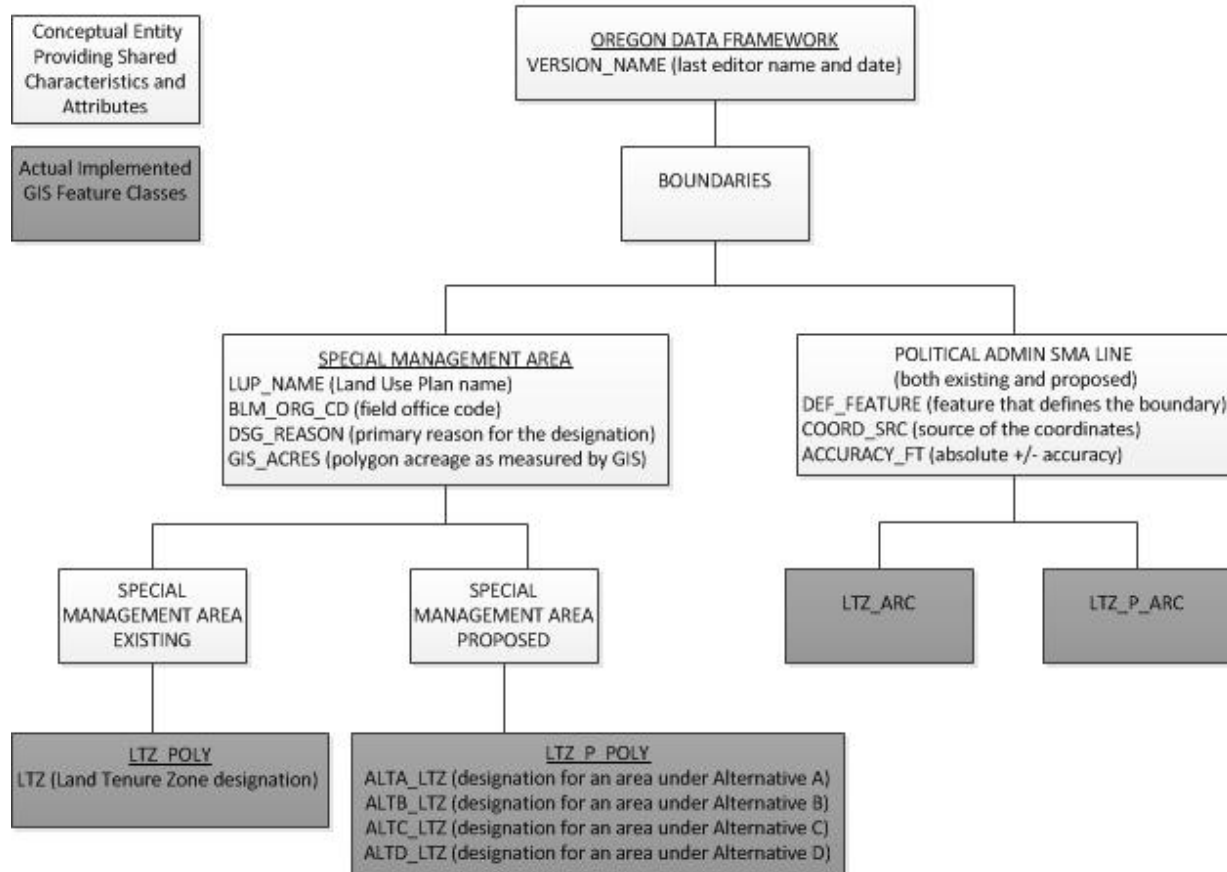 Conceptual Entity
Providing Shared
Characteristics and
Attributes
Actual Implemented
GIS Feature Classes
OREGON DATA FRAMEWORK
VERSION_NAME (last editor name and date)
BOUNDARIES
SPECIAL MANAGEMENT AREA
LUP_NAME (Land Use Plan name)
BLM_ORG_CD (field office code)
DSG_REASON (primary reason for the designation)
GIS_ACRES (polygon acreage as measured by GIS)
POLITICAL ADMIN SMA LINE
(both existing and proposed)
DEF_FEATURE (feature that defines the boundary)
COORD_SRC (source of the coordinates)
ACCURACY_FT (absolute +/- accuracy)
SPECIAL
MANAGEMENT AREA
EXISTING
SPECIAL
MANAGEMENT AREA
PROPOSED
LTZ_ARC
LTZ_P_ARC
LTZ_POLY
LTZ (Land Tenure Zone designation)
LTZ_P_POLY
ALTA_LTZ (designation for an area under Alternative A)
ALTB_LTZ (designation for an area under Alternative B)
ALTC_LTZ (designation for an area under Alternative C)
ALTD_LTZ (designation for an area under Alternative D)